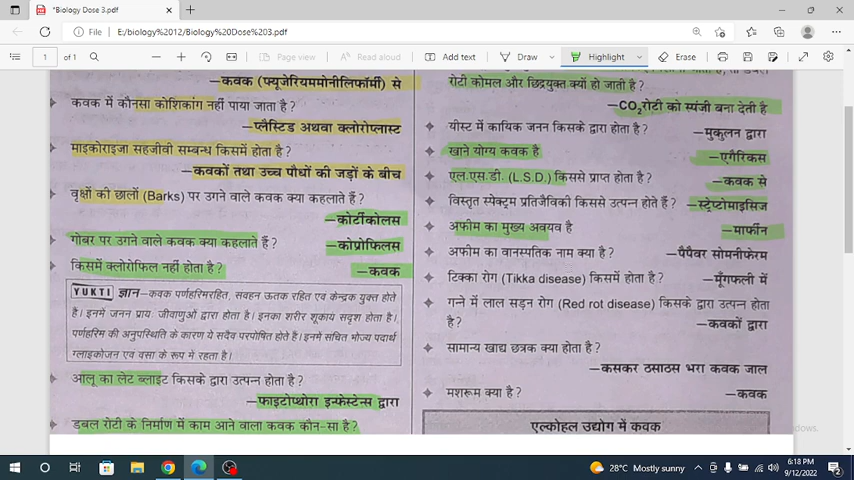 *Biology Dose 3.pdf
File
E:/biology%2012/Biology%20Dose%203.pdf
1 of 1
Page view
Read aloud
Add text
Draw
Highlight
Erase
—कवक (फ्यूजेरियममोनीलिफॉर्मी) से
कवक में कौनसा कोशिकांग नहीं पाया जाता है?
—प्लैस्टिड अथवा क्लोरोप्लास्ट
माइकोराइजा सहजीवी सम्बन्ध किसमें होता है?
—कवकों तथा उच्च पौधों की जड़ों के बीच
वृक्षों की छालों (Barks) पर उगने वाले कवक क्या कहलाते हैं?
—कोर्टीकोलस
गोबर पर उगने वाले कवक क्या कहलाते हैं?
—कोप्रोफिलस
किसमें क्लोरोफिल नहीं होता है?
—कवक
YUKTI ज्ञान–कवक पर्णहरिमरहित, सवहन ऊतक रहित एवं केन्द्रक युक्त होते
है। इनमें जनन प्रायः जीवाणुओं द्वारा होता है। इनका शरीर शूकाय सदृश होता है।
पर्णहरिम की अनुपस्थिति के कारण ये सदैव परपोषित होते हैं। इनमें सचित भोज्य पदार्थ
ग्लाइकोजन एवं वसा के रूप मे रहता है।
आलू का लेट ब्लाइट किसके द्वारा उत्पन्न होता है?
—फाइटोप्थोरा इन्फेस्टेन्स द्वारा
डबल रोटी के निर्माण में काम आने वाला कवक कौन-सा है?
रोटी कोमल और छिद्रयुक्त क्यों हो जाती है?
—CO2रोटी को स्पंजी बना देती है
यीस्ट में कायिक जनन किसके द्वारा होता है?
—मुकुलन द्वारा
खाने योग्य कवक है
—एगैरिकस
एल.एस.डी. (L.S.D.) किससे प्राप्त होता है?
—कवक से
विस्तृत स्पेक्ट्रम प्रतिजैविकी किससे उत्पन्न होते हैं?
—स्ट्रेप्टोमाइसिज
अफीम का मुख्य अवयव है
—मार्फीन
अफीम का वानस्पतिक नाम क्या है?
—पैपैवर सोमनीफेरम
टिक्का रोग (Tikka disease) किसमें होता है?
—मूँगफली में
गन्ने में लाल सड़न रोग (Red rot disease) किसके द्वारा उत्पन्न होता
है?
—कवकों द्वारा
सामान्य खाद्य छत्रक क्या होता है?
—कसकर ठसाठस भरा कवक जाल
मशरूम क्या है?
—कवक
एल्कोहल उद्योग में कवक
28°C Mostly sunny
6:18 PM
9/12/2022
2